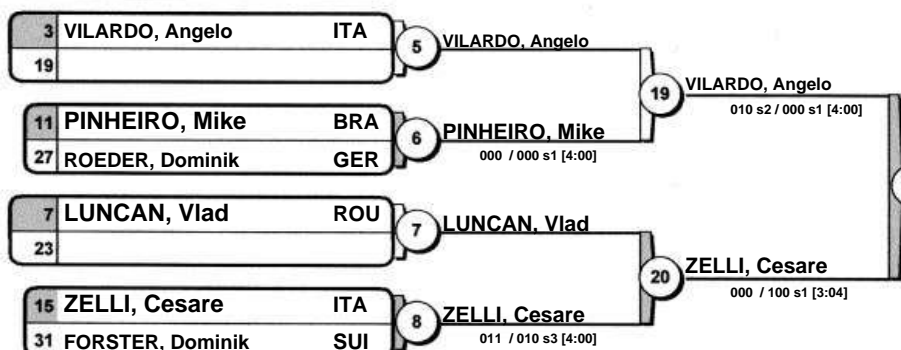 3 VILARDO, Angelo ITA
19
5
VILARDO, Angelo
11 PINHEIRO, Mike BRA
27 ROEDER, Dominik GER
6
PINHEIRO, Mike
000 / 000 s1 [4:00]
19
VILARDO, Angelo
010 s2 / 000 s1 [4:00]
7 LUNCAN, Vlad ROU
23
7
LUNCAN, Vlad
15 ZELLI, Cesare ITA
31 FORSTER, Dominik SUI
8
ZELLI, Cesare
011 / 010 s3 [4:00]
20
ZELLI, Cesare
000 / 100 s1 [3:04]